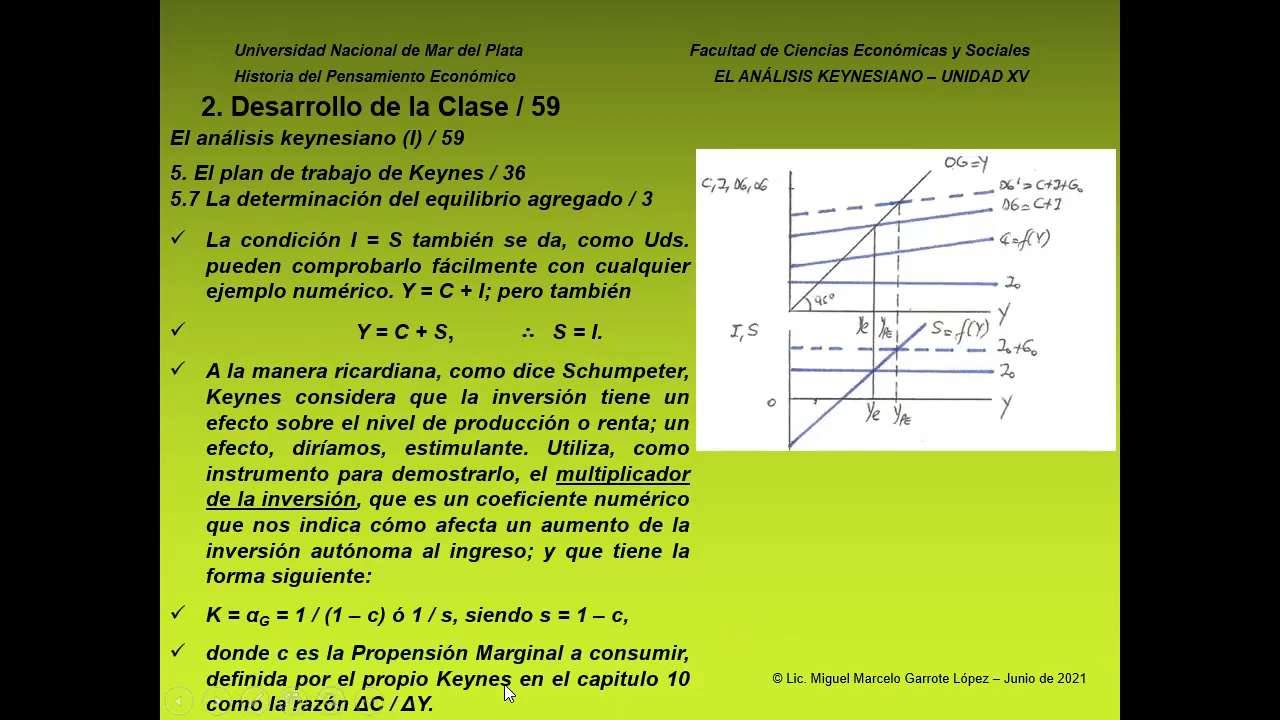 Universidad Nacional de Mar del Plata
Facultad de Ciencias Económicas y Sociales
Historia del Pensamiento Económico
EL ANÁLISIS KEYNESIANO – UNIDAD XV
2. Desarrollo de la Clase / 59
El análisis keynesiano (I) / 59
5. El plan de trabajo de Keynes / 36
5.7 La determinación del equilibrio agregado / 3
✓ La condición I = S también se da, como Uds.
pueden comprobarlo fácilmente con cualquier
ejemplo numérico. Y = C + I; pero también
✓ Y = C + S, ∴ S = I.
✓ A la manera ricardiana, como dice Schumpeter,
Keynes considera que la inversión tiene un
efecto sobre el nivel de producción o renta; un
efecto, diríamos, estimulante. Utiliza, como
instrumento para demostrarlo, el multiplicador
de la inversión, que es un coeficiente numérico
que nos indica cómo afecta un aumento de la
inversión autónoma al ingreso; y que tiene la
forma siguiente:
✓ K = αG = 1 / (1 – c) ó 1 / s, siendo s = 1 – c,
✓ donde c es la Propensión Marginal a consumir,
definida por el propio Keynes en el capitulo 10
como la razón ΔC / ΔY.
OG=Y
C, I, DG, OG
DG'=C+I+G₀
DG=C+I
C=f(Y)
I₀
45°
Y
Ye
YPE
I, S
S=f(Y)
I₀+G₀
I₀
0
Ye
YPE
Y
© Lic. Miguel Marcelo Garrote López – Junio de 2021